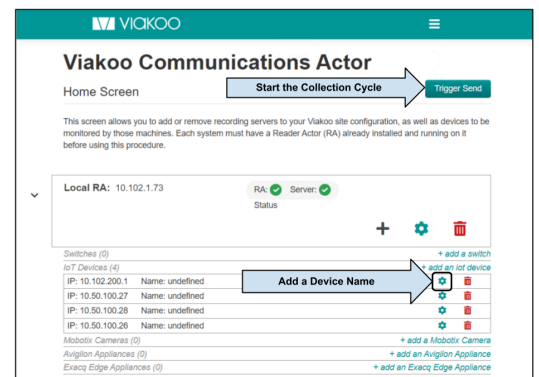 VIAKOO
Viakoo Communications Actor
Home Screen
Start the Collection Cycle
Trigger Send
This screen allows you to add or remove recording servers to your Viakoo site configuration, as well as devices to be
monitored by those machines. Each system must have a Reader Actor (RA) already installed and running on it
before using this procedure.
Local RA: 10.102.1.73
RA: Server:
Status
Switches (0) + add a switch
IoT Devices (4) + add an iot device
IP: 10.102.200.1 Name: undefined
Add a Device Name
IP: 10.50.100.27 Name: undefined
IP: 10.50.100.28 Name: undefined
IP: 10.50.100.26 Name: undefined
Mobotix Cameras (0) + add a Mobotix Camera
Avigilon Appliances (0) + add an Avigilon Appliance
Exacq Edge Appliances (0) + add an Exacq Edge Appliance